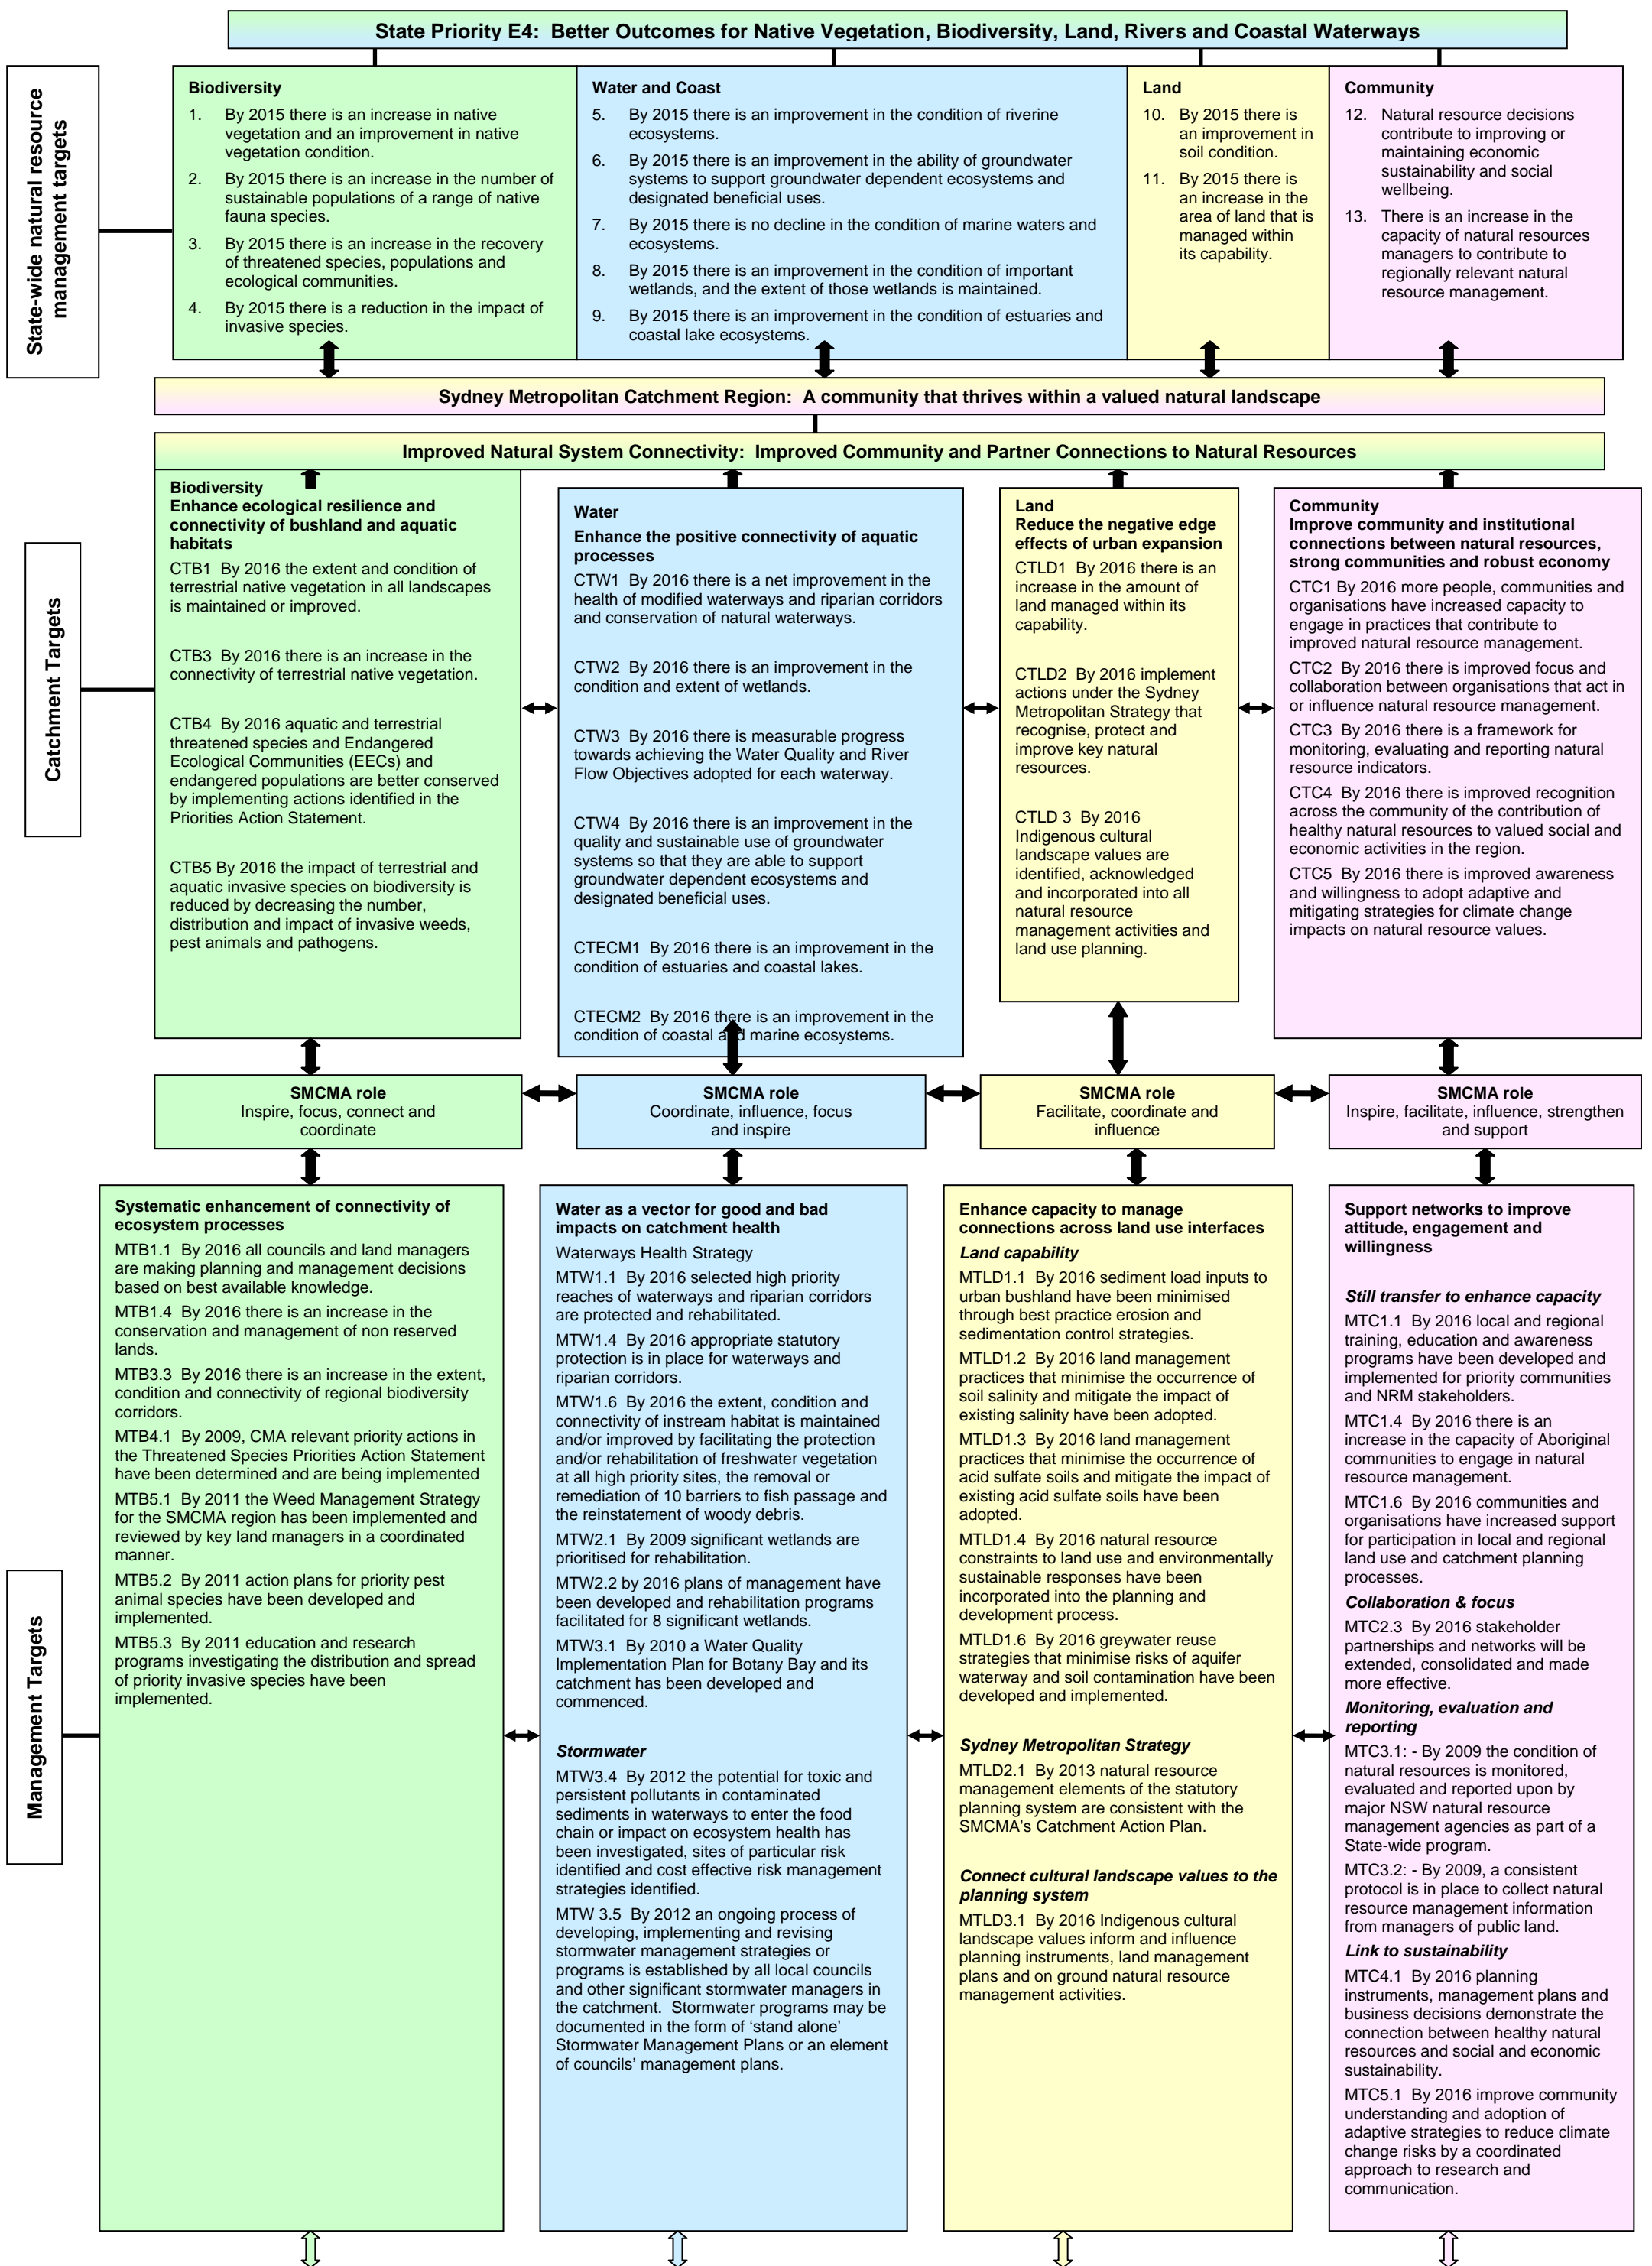 State Priority E4:  Better Outcomes for Native Vegetation, Biodiversity, Land, Rivers and Coastal Waterways
State-wide natural resource
management targets
Biodiversity
1. By 2015 there is an increase in native
vegetation and an improvement in native
vegetation condition.
2. By 2015 there is an increase in the number of
sustainable populations of a range of native
fauna species.
3. By 2015 there is an increase in the recovery
of threatened species, populations and
ecological communities.
4. By 2015 there is a reduction in the impact of
invasive species.
Water and Coast
5. By 2015 there is an improvement in the condition of riverine
ecosystems.
6. By 2015 there is an improvement in the ability of groundwater
systems to support groundwater dependent ecosystems and
designated beneficial uses.
7. By 2015 there is no decline in the condition of marine waters and
ecosystems.
8. By 2015 there is an improvement in the condition of important
wetlands, and the extent of those wetlands is maintained.
9. By 2015 there is an improvement in the condition of estuaries and
coastal lake ecosystems.
Land
10. By 2015 there is
an improvement in
soil condition.
11. By 2015 there is
an increase in the
area of land that is
managed within
its capability.
Community
12. Natural resource decisions
contribute to improving or
maintaining economic
sustainability and social
wellbeing.
13. There is an increase in the
capacity of natural resources
managers to contribute to
regionally relevant natural
resource management.
Sydney Metropolitan Catchment Region:  A community that thrives within a valued natural landscape
Improved Natural System Connectivity:  Improved Community and Partner Connections to Natural Resources
Catchment Targets
Biodiversity
Enhance ecological resilience and
connectivity of bushland and aquatic
habitats
CTB1  By 2016 the extent and condition of
terrestrial native vegetation in all landscapes
is maintained or improved.
CTB3  By 2016 there is an increase in the
connectivity of terrestrial native vegetation.
CTB4  By 2016 aquatic and terrestrial
threatened species and Endangered
Ecological Communities (EECs) and
endangered populations are better conserved
by implementing actions identified in the
Priorities Action Statement.
CTB5 By 2016 the impact of terrestrial and
aquatic invasive species on biodiversity is
reduced by decreasing the number,
distribution and impact of invasive weeds,
pest animals and pathogens.
Water
Enhance the positive connectivity of aquatic
processes
CTW1  By 2016 there is a net improvement in the
health of modified waterways and riparian corridors
and conservation of natural waterways.
CTW2  By 2016 there is an improvement in the
condition and extent of wetlands.
CTW3  By 2016 there is measurable progress
towards achieving the Water Quality and River
Flow Objectives adopted for each waterway.
CTW4  By 2016 there is an improvement in the
quality and sustainable use of groundwater
systems so that they are able to support
groundwater dependent ecosystems and
designated beneficial uses.
CTECM1  By 2016 there is an improvement in the
condition of estuaries and coastal lakes.
CTECM2  By 2016 there is an improvement in the
condition of coastal and marine ecosystems.
Land
Reduce the negative edge
effects of urban expansion
CTLD1  By 2016 there is an
increase in the amount of
land managed within its
capability.
CTLD2  By 2016 implement
actions under the Sydney
Metropolitan Strategy that
recognise, protect and
improve key natural
resources.
CTLD 3  By 2016
Indigenous cultural
landscape values are
identified, acknowledged
and incorporated into all
natural resource
management activities and
land use planning.
Community
Improve community and institutional
connections between natural resources,
strong communities and robust economy
CTC1 By 2016 more people, communities and
organisations have increased capacity to
engage in practices that contribute to
improved natural resource management.
CTC2  By 2016 there is improved focus and
collaboration between organisations that act in
or influence natural resource management.
CTC3  By 2016 there is a framework for
monitoring, evaluating and reporting natural
resource indicators.
CTC4  By 2016 there is improved recognition
across the community of the contribution of
healthy natural resources to valued social and
economic activities in the region.
CTC5  By 2016 there is improved awareness
and willingness to adopt adaptive and
mitigating strategies for climate change
impacts on natural resource values.
SMCMA role
Inspire, focus, connect and
coordinate
SMCMA role
Coordinate, influence, focus
and inspire
SMCMA role
Facilitate, coordinate and
influence
SMCMA role
Inspire, facilitate, influence, strengthen
and support
Management Targets
Systematic enhancement of connectivity of
ecosystem processes
MTB1.1  By 2016 all councils and land managers
are making planning and management decisions
based on best available knowledge.
MTB1.4  By 2016 there is an increase in the
conservation and management of non reserved
lands.
MTB3.3  By 2016 there is an increase in the extent,
condition and connectivity of regional biodiversity
corridors.
MTB4.1  By 2009, CMA relevant priority actions in
the Threatened Species Priorities Action Statement
have been determined and are being implemented
MTB5.1  By 2011 the Weed Management Strategy
for the SMCMA region has been implemented and
reviewed by key land managers in a coordinated
manner.
MTB5.2  By 2011 action plans for priority pest
animal species have been developed and
implemented.
MTB5.3  By 2011 education and research
programs investigating the distribution and spread
of priority invasive species have been
implemented.
Water as a vector for good and bad
impacts on catchment health
Waterways Health Strategy
MTW1.1  By 2016 selected high priority
reaches of waterways and riparian corridors
are protected and rehabilitated.
MTW1.4  By 2016 appropriate statutory
protection is in place for waterways and
riparian corridors.
MTW1.6  By 2016 the extent, condition and
connectivity of instream habitat is maintained
and/or improved by facilitating the protection
and/or rehabilitation of freshwater vegetation
at all high priority sites, the removal or
remediation of 10 barriers to fish passage and
the reinstatement of woody debris.
MTW2.1  By 2009 significant wetlands are
prioritised for rehabilitation.
MTW2.2 by 2016 plans of management have
been developed and rehabilitation programs
facilitated for 8 significant wetlands.
MTW3.1  By 2010 a Water Quality
Implementation Plan for Botany Bay and its
catchment has been developed and
commenced.
Stormwater
MTW3.4  By 2012 the potential for toxic and
persistent pollutants in contaminated
sediments in waterways to enter the food
chain or impact on ecosystem health has
been investigated, sites of particular risk
identified and cost effective risk management
strategies identified.
MTW 3.5  By 2012 an ongoing process of
developing, implementing and revising
stormwater management strategies or
programs is established by all local councils
and other significant stormwater managers in
the catchment.  Stormwater programs may be
documented in the form of ‘stand alone’
Stormwater Management Plans or an element
of councils’ management plans.
Enhance capacity to manage
connections across land use interfaces
Land capability
MTLD1.1  By 2016 sediment load inputs to
urban bushland have been minimised
through best practice erosion and
sedimentation control strategies.
MTLD1.2  By 2016 land management
practices that minimise the occurrence of
soil salinity and mitigate the impact of
existing salinity have been adopted.
MTLD1.3  By 2016 land management
practices that minimise the occurrence of
acid sulfate soils and mitigate the impact of
existing acid sulfate soils have been
adopted.
MTLD1.4  By 2016 natural resource
constraints to land use and environmentally
sustainable responses have been
incorporated into the planning and
development process.
MTLD1.6  By 2016 greywater reuse
strategies that minimise risks of aquifer
waterway and soil contamination have been
developed and implemented.
Sydney Metropolitan Strategy
MTLD2.1  By 2013 natural resource
management elements of the statutory
planning system are consistent with the
SMCMA’s Catchment Action Plan.
Connect cultural landscape values to the
planning system
MTLD3.1  By 2016 Indigenous cultural
landscape values inform and influence
planning instruments, land management
plans and on ground natural resource
management activities.
Support networks to improve
attitude, engagement and
willingness
Still transfer to enhance capacity
MTC1.1  By 2016 local and regional
training, education and awareness
programs have been developed and
implemented for priority communities
and NRM stakeholders.
MTC1.4  By 2016 there is an
increase in the capacity of Aboriginal
communities to engage in natural
resource management.
MTC1.6  By 2016 communities and
organisations have increased support
for participation in local and regional
land use and catchment planning
processes.
Collaboration & focus
MTC2.3  By 2016 stakeholder
partnerships and networks will be
extended, consolidated and made
more effective.
Monitoring, evaluation and
reporting
MTC3.1: - By 2009 the condition of
natural resources is monitored,
evaluated and reported upon by
major NSW natural resource
management agencies as part of a
State-wide program.
MTC3.2: - By 2009, a consistent
protocol is in place to collect natural
resource management information
from managers of public land.
Link to sustainability
MTC4.1  By 2016 planning
instruments, management plans and
business decisions demonstrate the
connection between healthy natural
resources and social and economic
sustainability.
MTC5.1  By 2016 improve community
understanding and adoption of
adaptive strategies to reduce climate
change risks by a coordinated
approach to research and
communication.